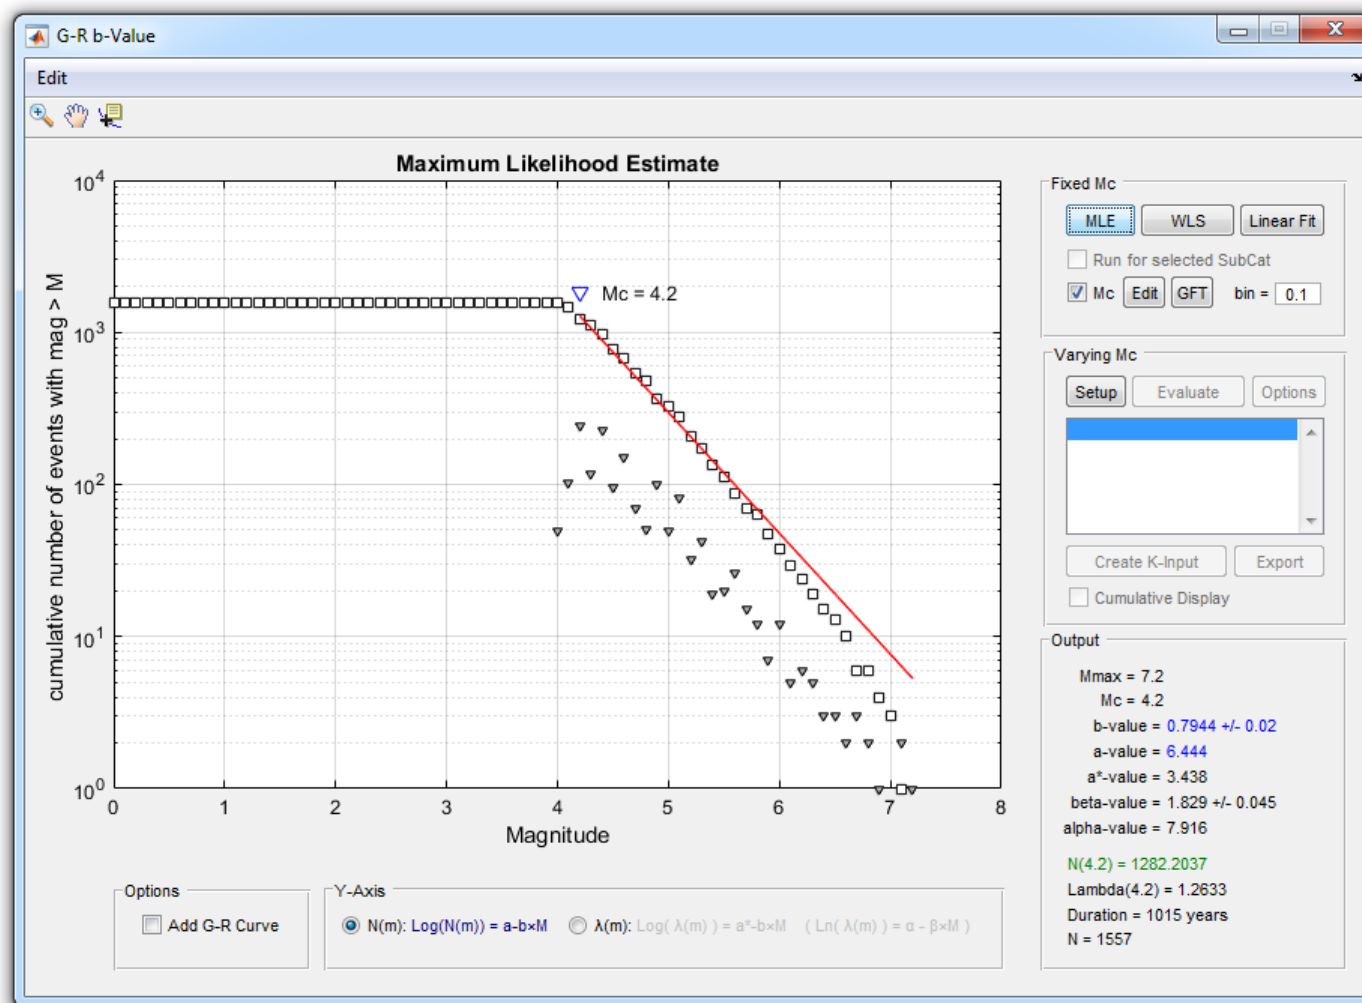 G-R b-Value
Edit
Maximum Likelihood Estimate
cumulative number of events with mag > M
10^4
10^3
10^2
10^1
10^0
Mc = 4.2
0 1 2 3 4 5 6 7 8
Magnitude
Fixed Mc
MLE WLS Linear Fit
Run for selected SubCat
Mc Edit GFT bin = 0.1
Varying Mc
Setup Evaluate Options
Create K-Input Export
Cumulative Display
Output
Mmax = 7.2
Mc = 4.2
b-value = 0.7944 +/- 0.02
a-value = 6.444
a*-value = 3.438
beta-value = 1.829 +/- 0.045
alpha-value = 7.916
N(4.2) = 1282.2037
Lambda(4.2) = 1.2633
Duration = 1015 years
N = 1557
Options
Add G-R Curve
Y-Axis
N(m): Log(N(m)) = a-b×M λ(m): Log( λ(m) ) = a*-b×M ( Ln( λ(m) ) = α - β×M )